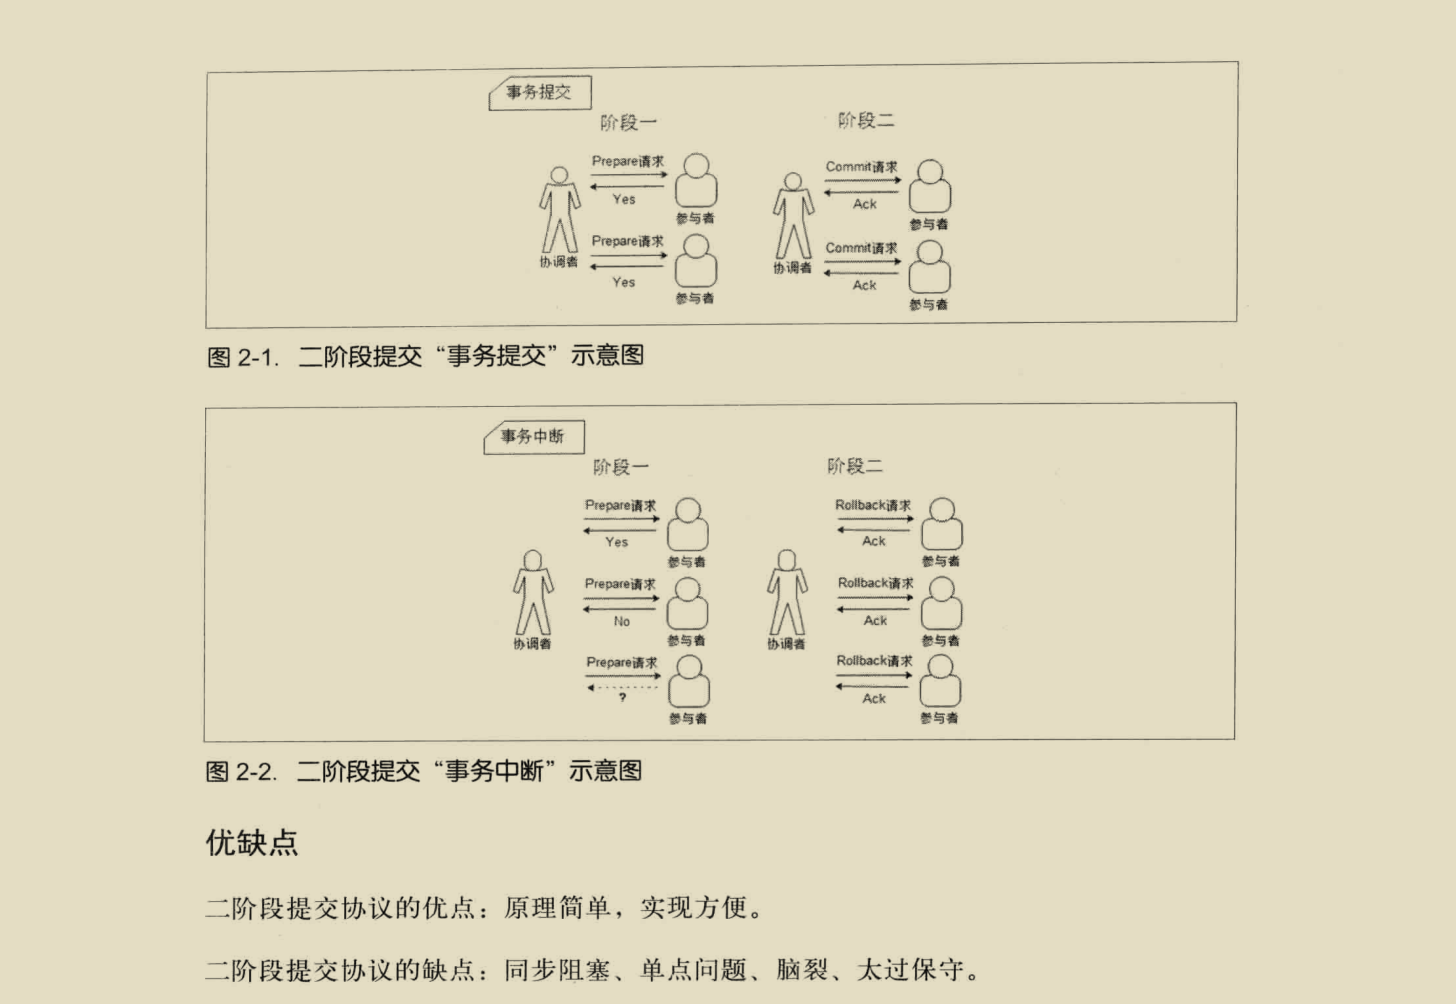 事务提交
阶段一 阶段二
Prepare请求
Yes
参与者
Prepare请求
Yes
参与者
协调者
Commit请求
Ack
参与者
Commit请求
Ack
参与者
协调者
图 2-1. 二阶段提交“事务提交”示意图
事务中断
阶段一 阶段二
Prepare请求
Yes
参与者
Prepare请求
No
参与者
协调者
Prepare请求
?
参与者
Rollback请求
Ack
参与者
Rollback请求
Ack
参与者
协调者
Rollback请求
Ack
参与者
图 2-2. 二阶段提交“事务中断”示意图
优缺点
二阶段提交协议的优点：原理简单，实现方便。
二阶段提交协议的缺点：同步阻塞、单点问题、脑裂、太过保守。